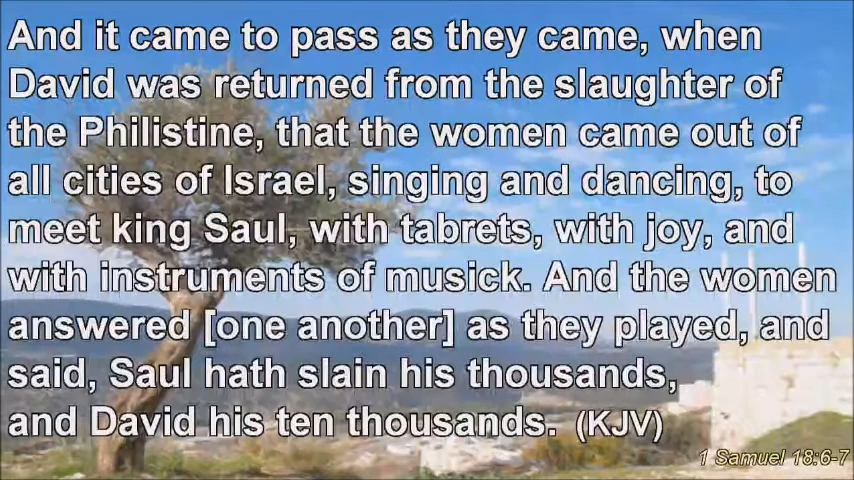 And it came to pass as they came, when
David was returned from the slaughter of
the Philistine, that the women came out of
all cities of Israel, singing and dancing, to
meet king Saul, with tabrets, with joy, and
with instruments of musick. And the women
answered [one another] as they played, and
said, Saul hath slain his thousands,
and David his ten thousands. (KJV)
1 Samuel 18:6-7